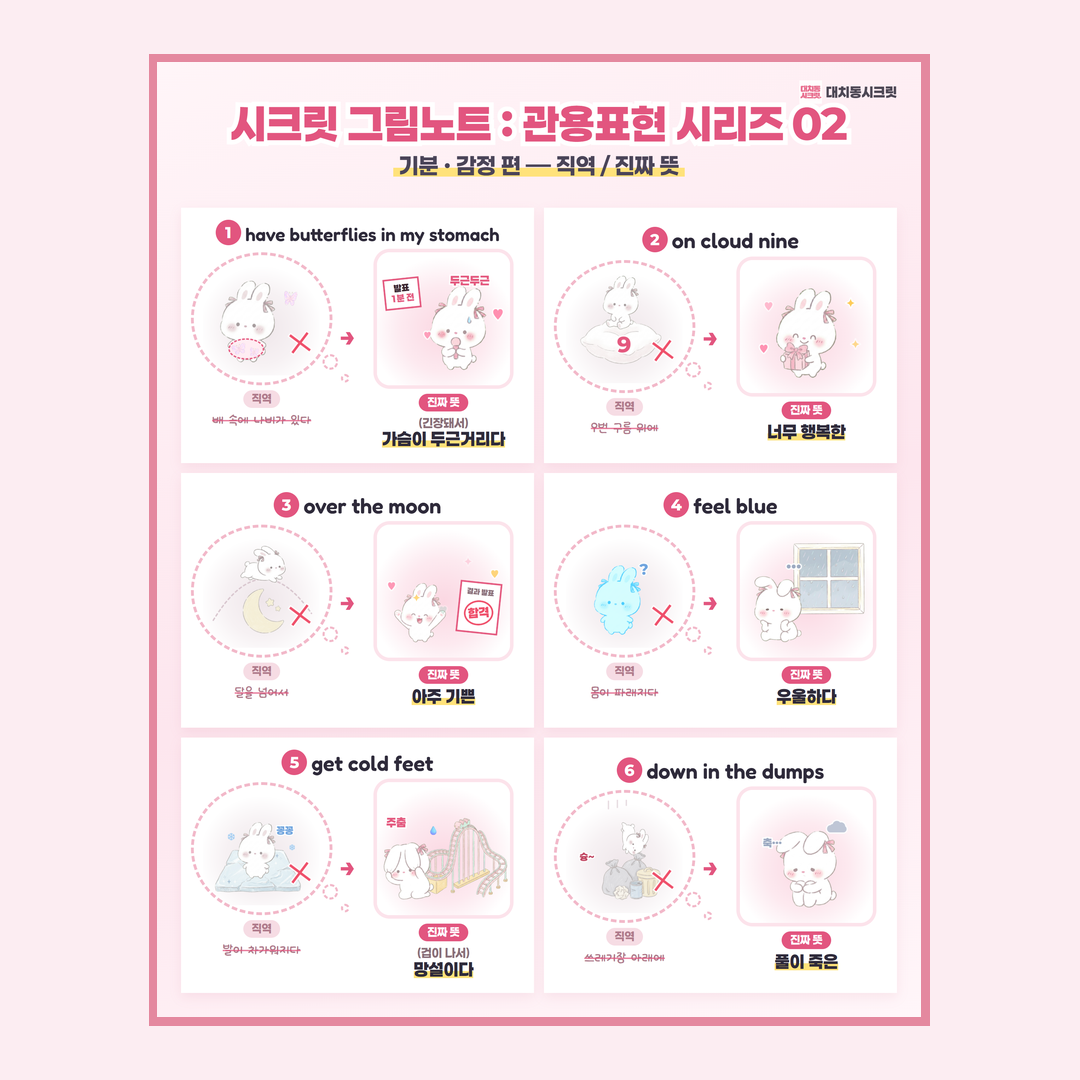 대치동
시크릿
대치동시크릿
시크릿 그림노트 : 관용표현 시리즈 02
기분 · 감정 편 — 직역 / 진짜 뜻
1 have butterflies in my stomach
발표
1분 전
두근두근
직역
배 속에 나비가 있다
진짜 뜻
(긴장돼서)
가슴이 두근거리다
2 on cloud nine
9
직역
9번 구름 위에
진짜 뜻
너무 행복한
3 over the moon
결과 발표
합격
직역
달을 넘어서
진짜 뜻
아주 기쁜
4 feel blue
?
직역
몸이 파래지다
진짜 뜻
우울하다
5 get cold feet
꽁꽁
주춤
직역
발이 차가워지다
진짜 뜻
(겁이 나서)
망설이다
6 down in the dumps
슝~
축...
직역
쓰레기장 아래에
진짜 뜻
풀이 죽은